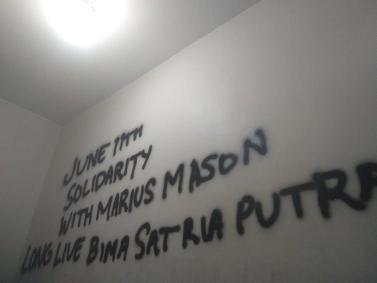 JUNE 11TH
SOLIDARITY
WITH MARIUS MASON
LONG LIVE BIMA SATRIA PUTRA